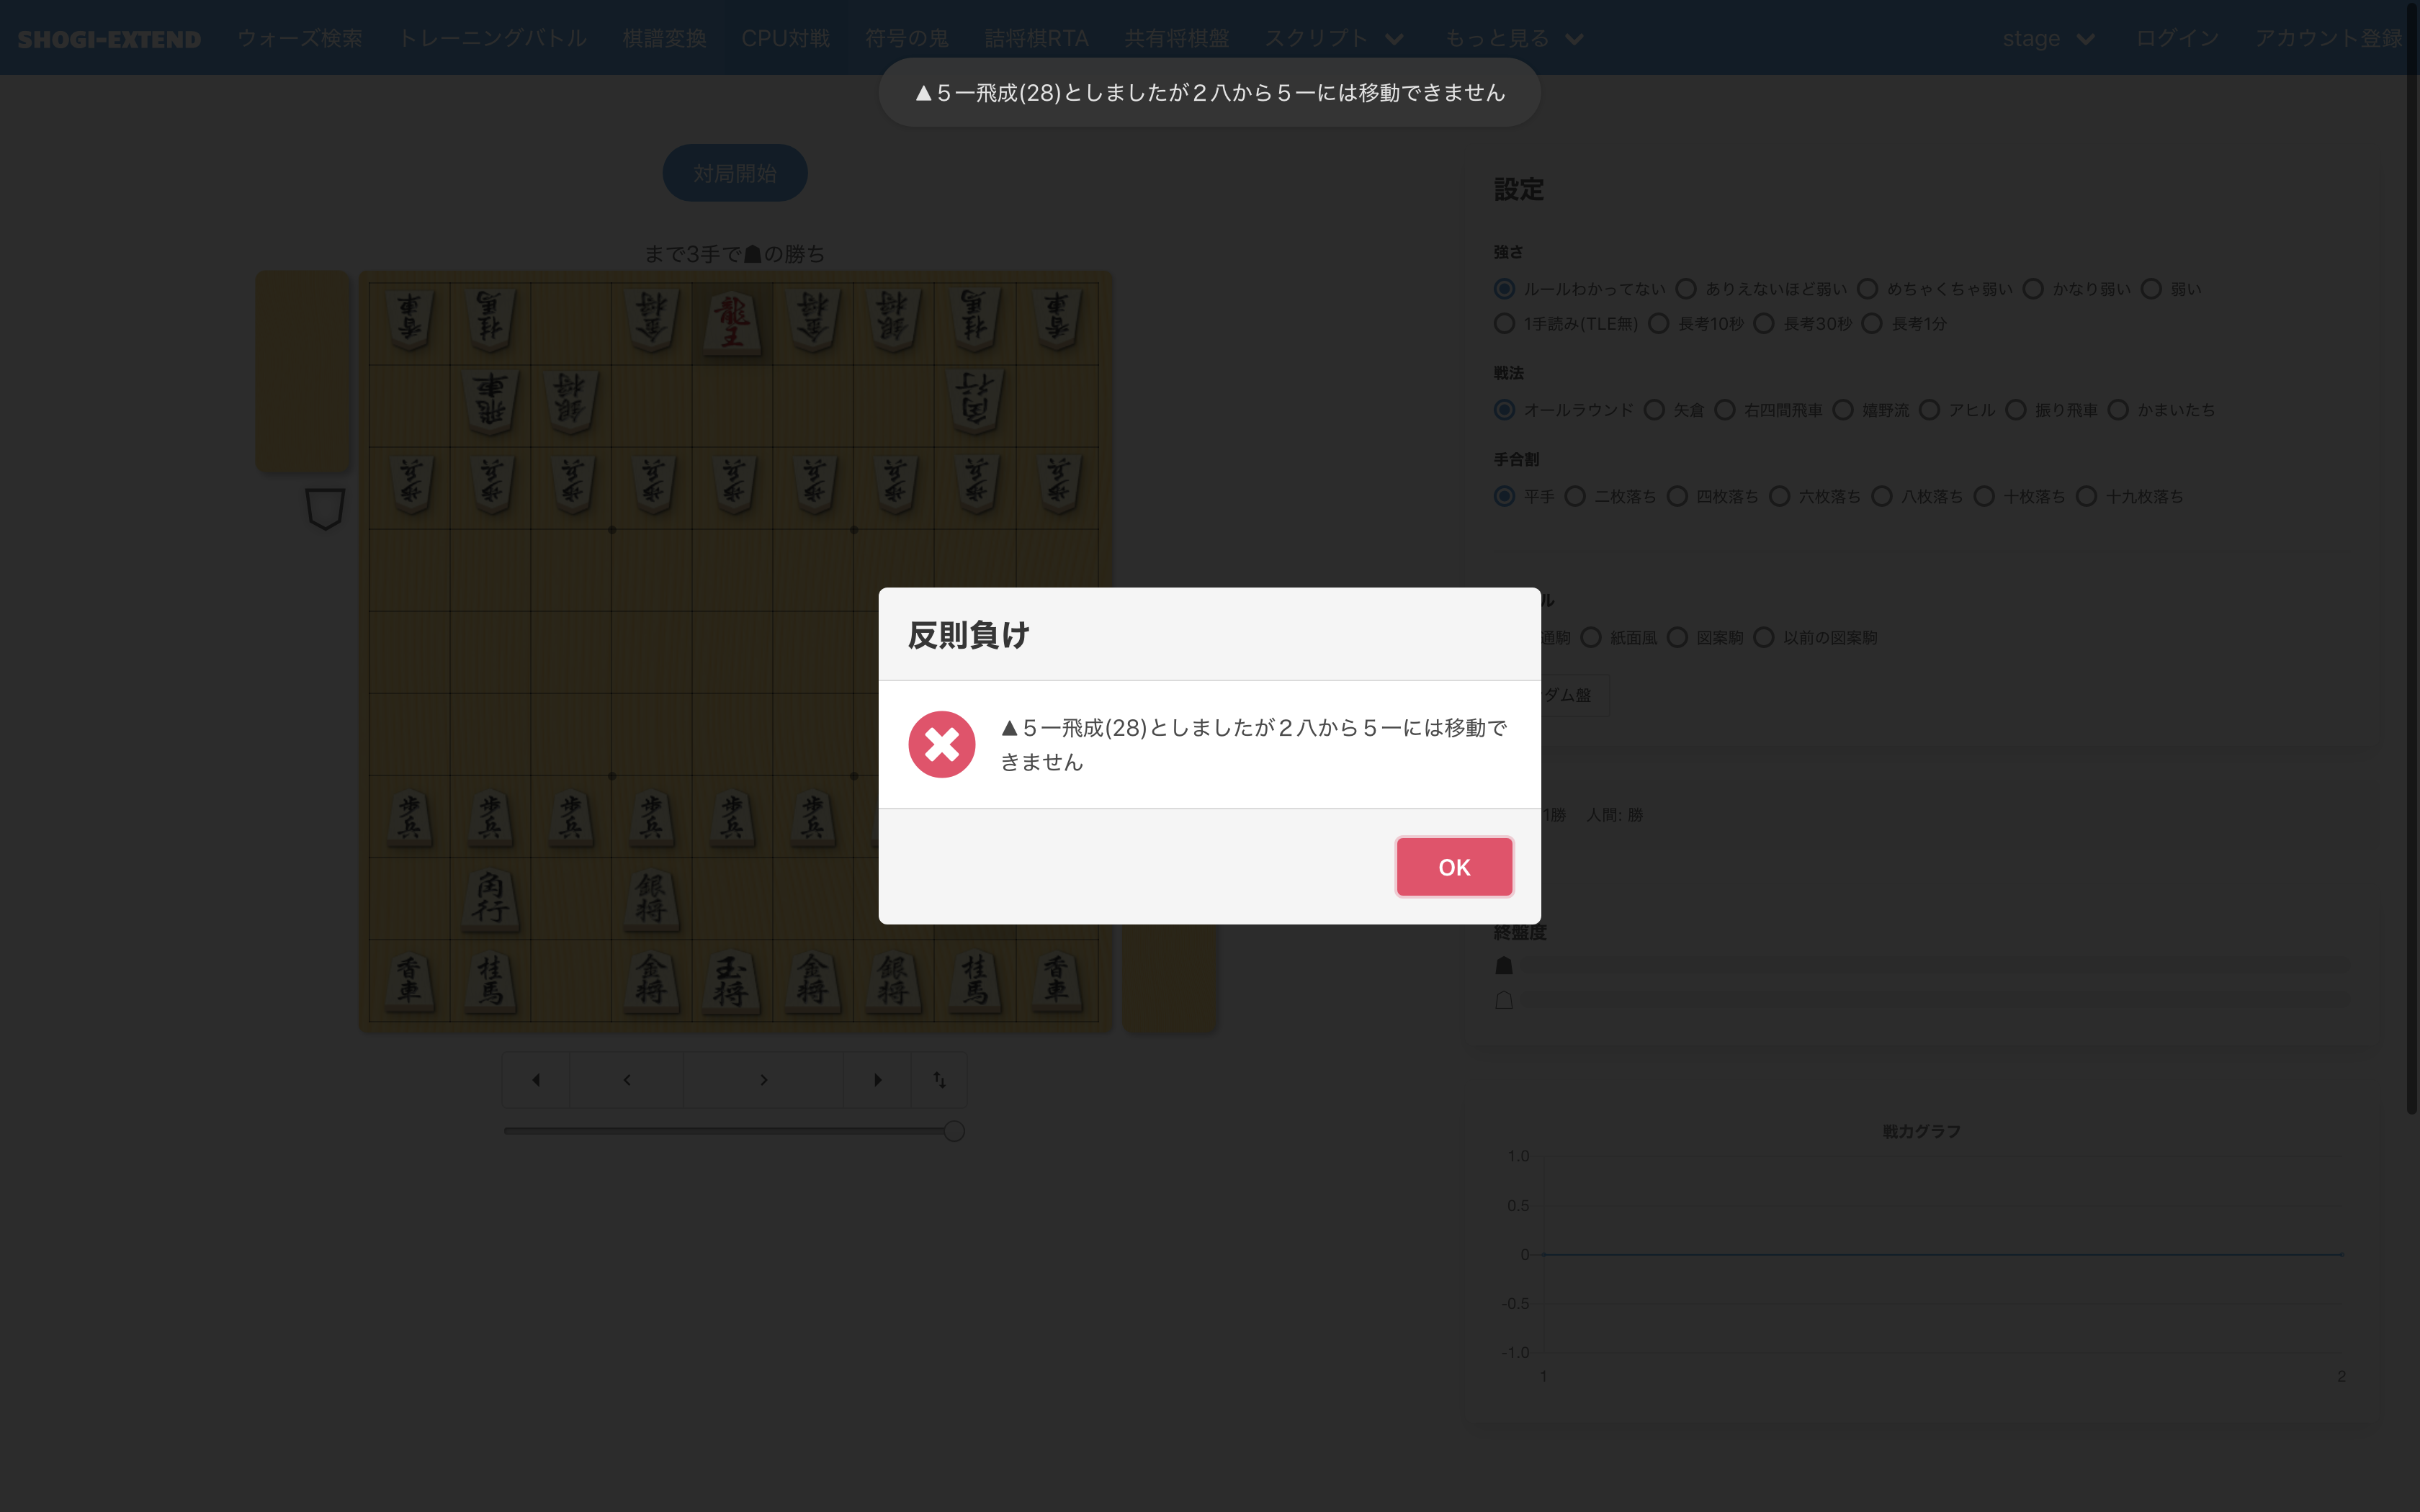 SHOGI-EXTEND ウォーズ検索 トレーニングバトル 棋譜変換 CPU対戦 符号の鬼 詰将棋RTA 共有将棋盤 スクリプト もっと見る stage ログイン アカウント登録
▲５一飛成(28)としましたが２八から５一には移動できません
対局開始
まで3手で☗の勝ち
香車 桂馬 金将 龍王 金将 銀将 桂馬 香車
飛車 銀将 角行
歩兵 歩兵 歩兵 歩兵 歩兵 歩兵 歩兵 歩兵 歩兵
歩兵 歩兵 歩兵 歩兵 歩兵 歩兵
角行 銀将
香車 桂馬 金将 玉将 金将 銀将 桂馬 香車
設定
強さ
ルールわかってない ありえないほど弱い めちゃくちゃ弱い かなり弱い 弱い
1手読み(TLE無) 長考10秒 長考30秒 長考1分
戦法
オールラウンド 矢倉 右四間飛車 嬉野流 アヒル 振り飛車 かまいたち
手合割
平手 二枚落ち 四枚落ち 六枚落ち 八枚落ち 十枚落ち 十九枚落ち
ル
通駒 紙面風 図案駒 以前の図案駒
ダム盤
1勝 人間: 勝
反則負け
▲５一飛成(28)としましたが２八から５一には移動で
きません
OK
終盤度
戦力グラフ
1.0
0.5
0
-0.5
-1.0
1 2